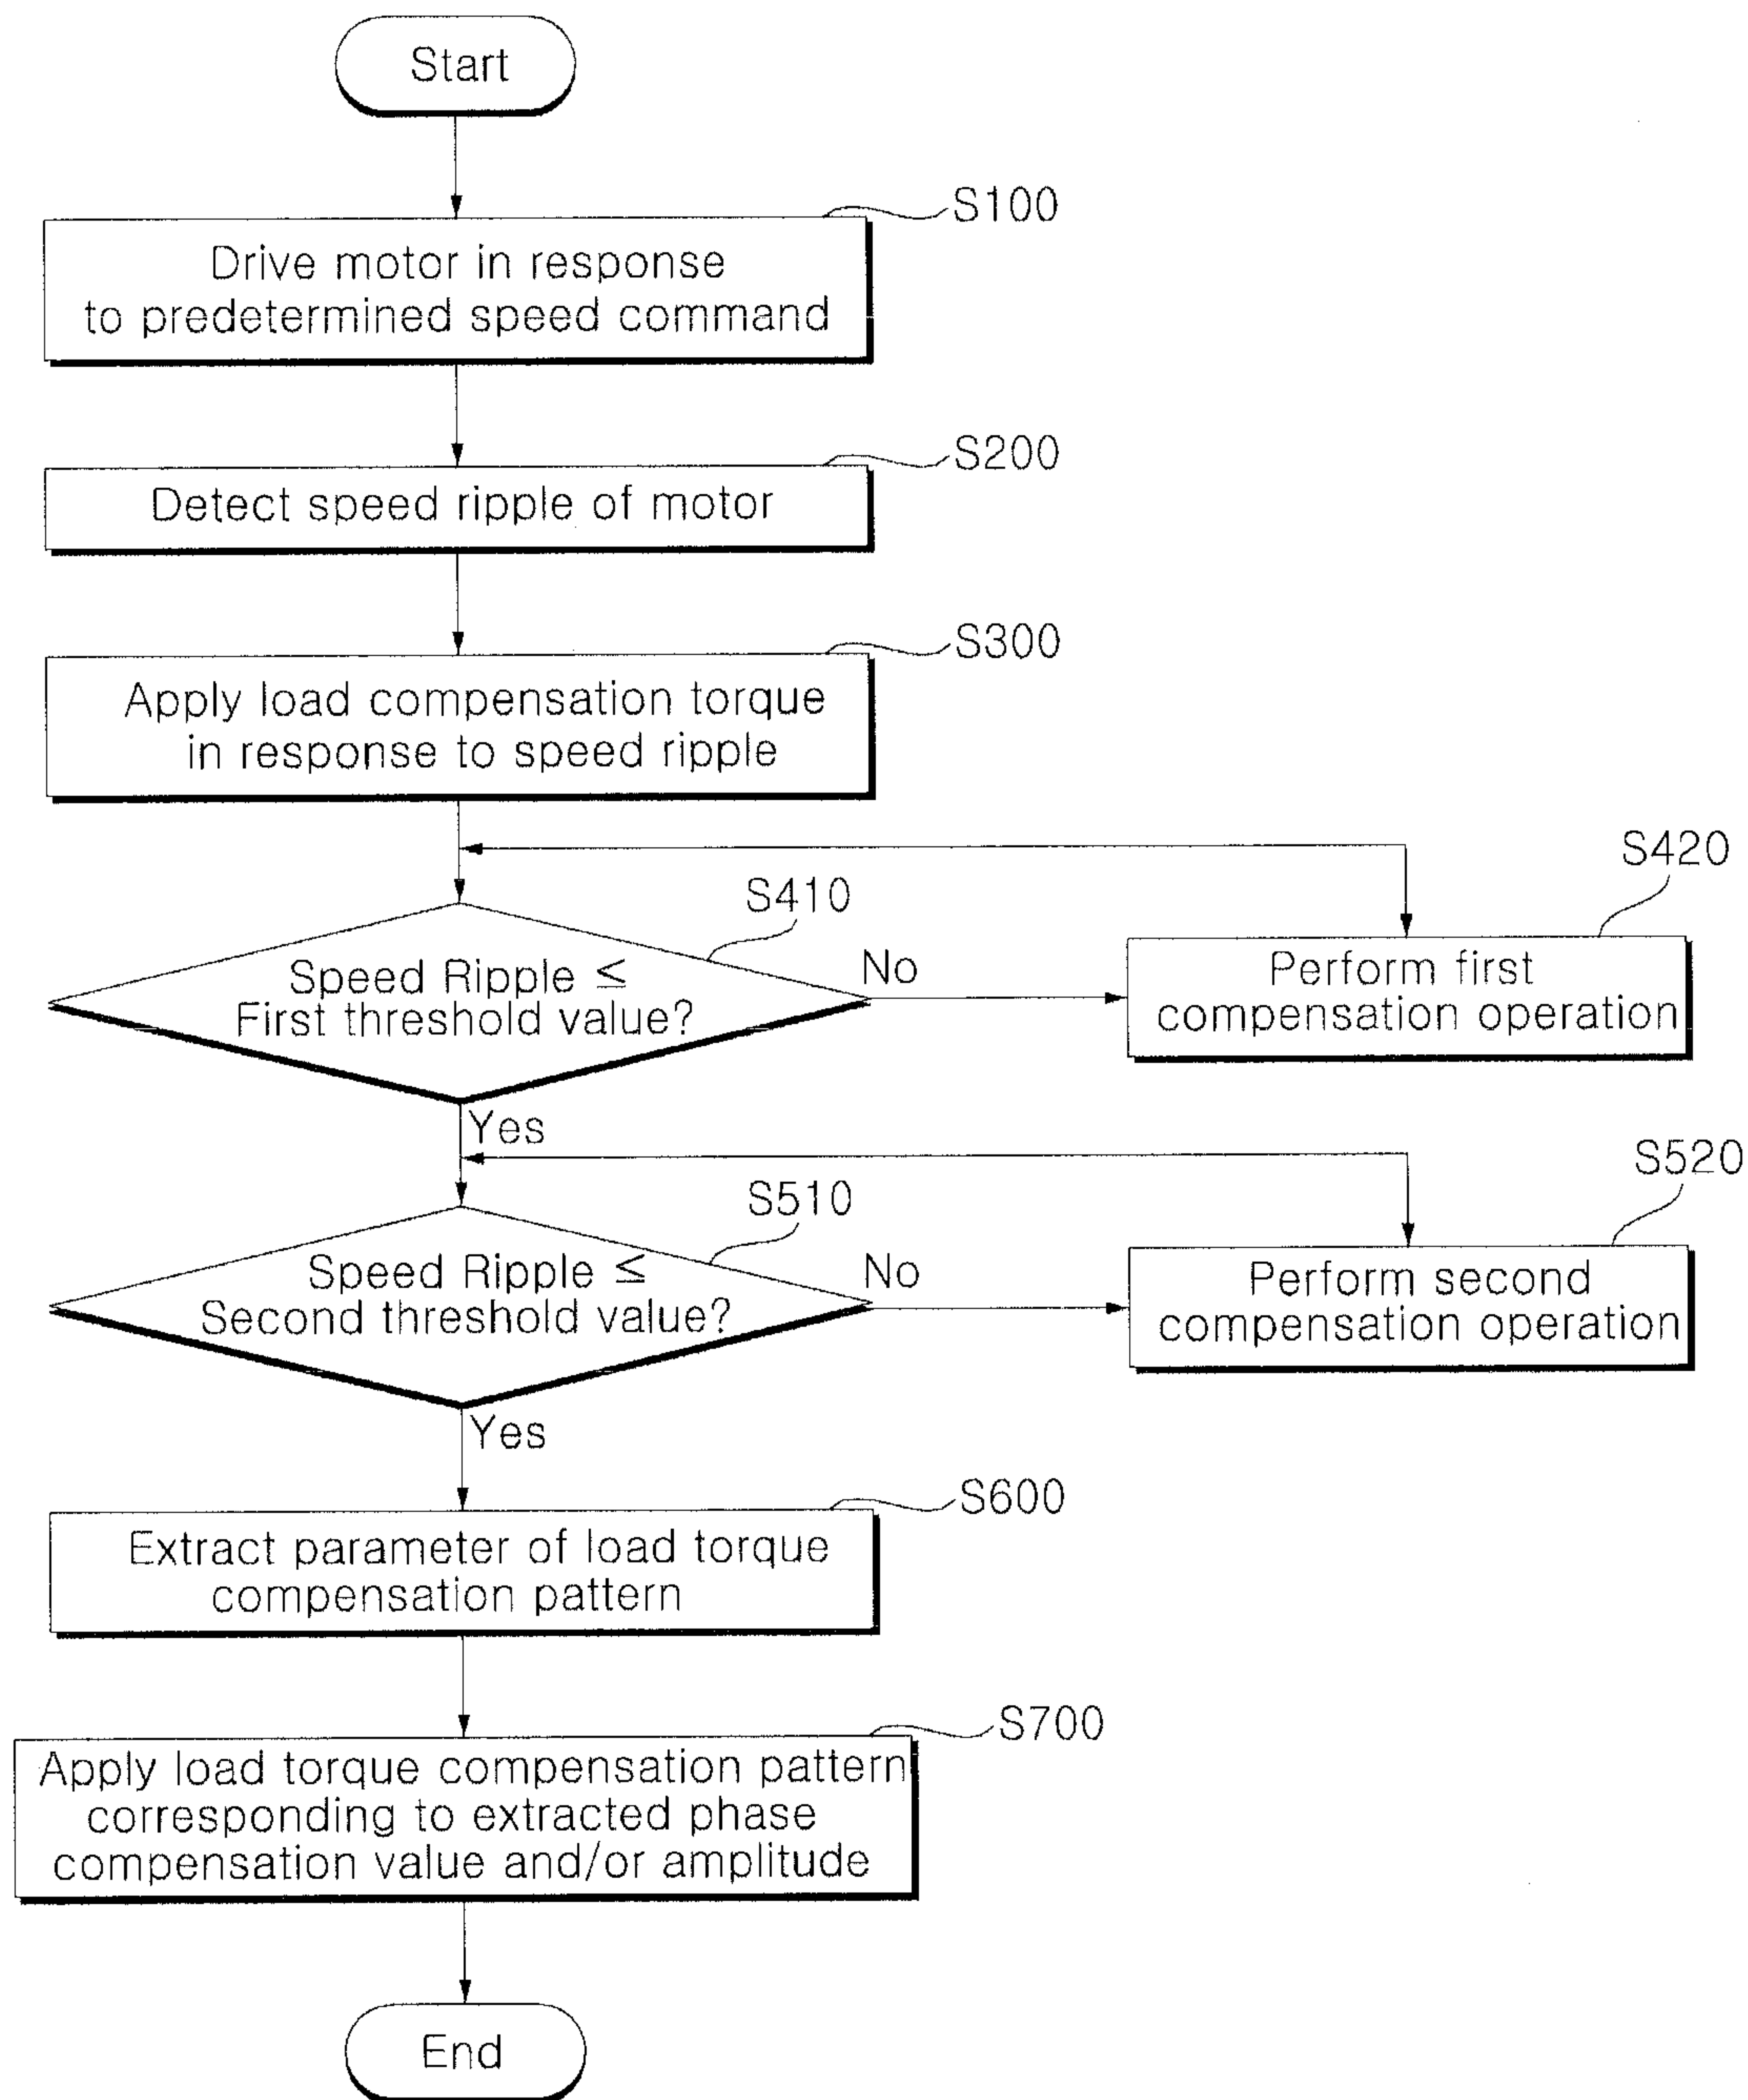 Start
S100
Drive motor in response
to predetermined speed command
S200
Detect speed ripple of motor
S300
Apply load compensation torque
in response to speed ripple
S410
Speed Ripple ≤
First threshold value?
No
S420
Perform first
compensation operation
Yes
S510
Speed Ripple ≤
Second threshold value?
No
S520
Perform second
compensation operation
Yes
S600
Extract parameter of load torque
compensation pattern
S700
Apply load torque compensation pattern
corresponding to extracted phase
compensation value and/or amplitude
End